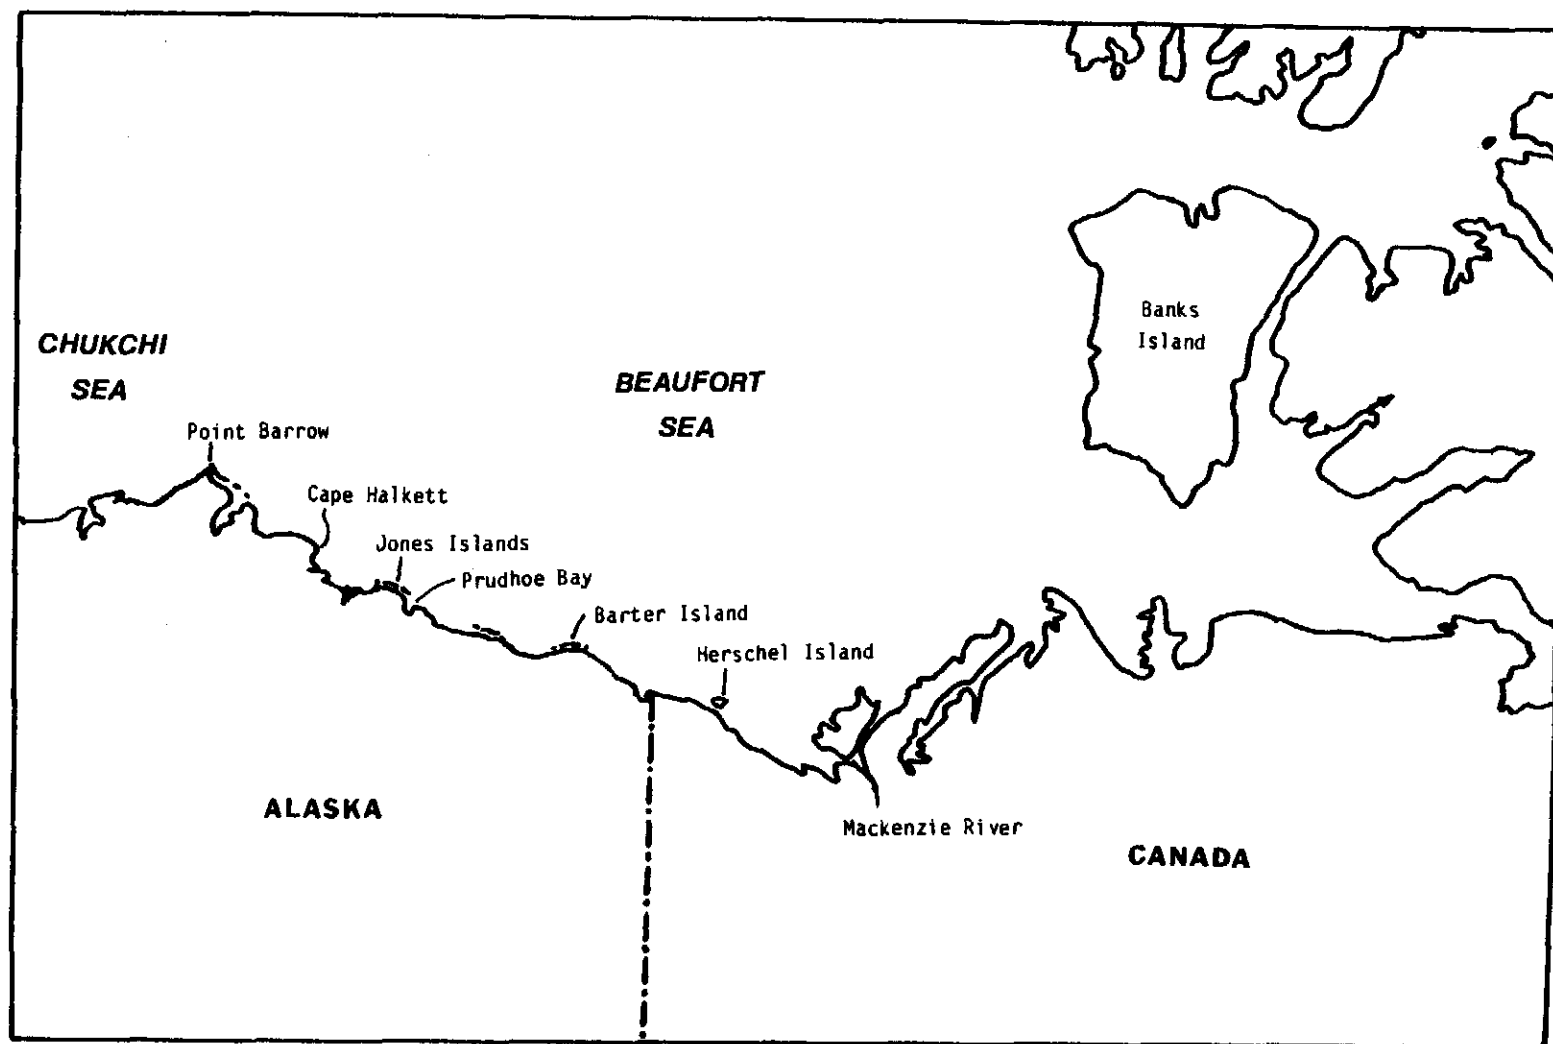 Banks
Island
CHUKCHI
SEA
BEAUFORT
SEA
Point Barrow
Cape Halkett
Jones Islands
Prudhoe Bay
Barter Island
Herschel Island
ALASKA
Mackenzie River
CANADA